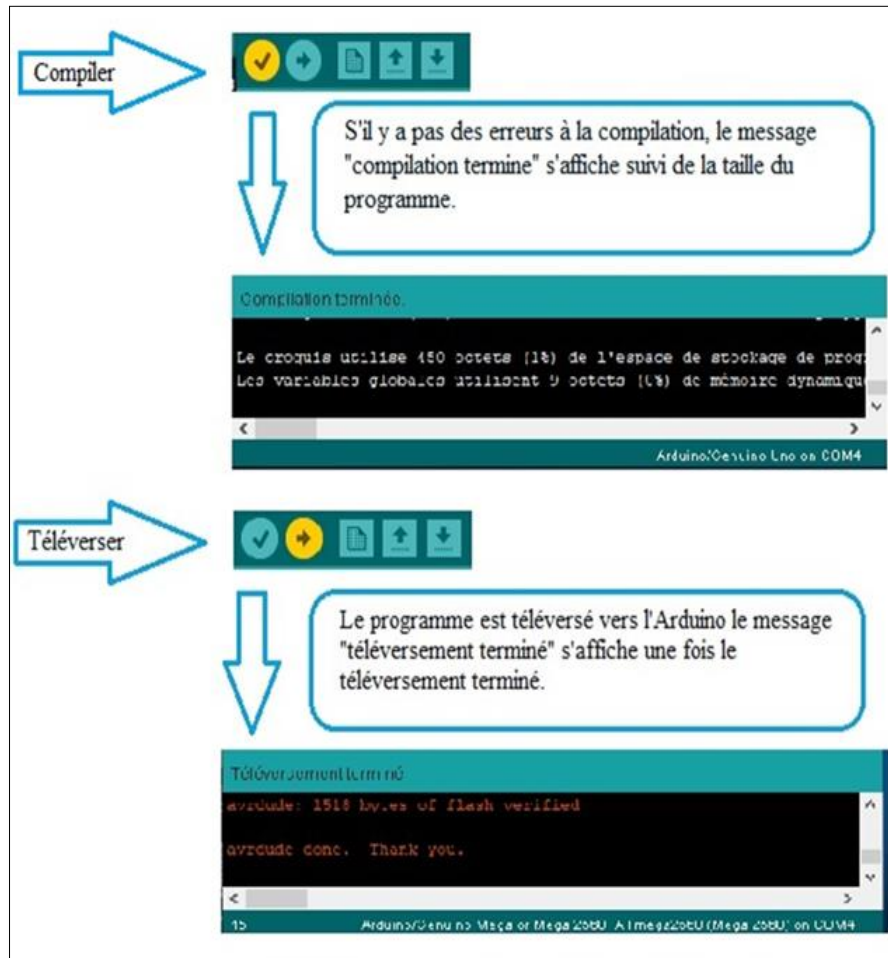 Compiler
S'il y a pas des erreurs à la compilation, le message
"compilation termine" s'affiche suivi de la taille du
programme.
Compilation terminée.
Le croquis utilise 450 octets (1%) de l'espace de stockage de prog
Les variables globales utilisent 9 octets (0%) de mémoire dynamiqu
Arduino/Genuino Uno on COM4
Téléverser
Le programme est téléversé vers l'Arduino le message
"téléversement terminé" s'affiche une fois le
téléversement terminé.
Téléversement terminé
avrdude: 1518 bytes of flash verified
avrdude done. Thank you.
15 Arduino/Genuino Mega or Mega 2560, ATmega2560 (Mega 2560) on COM4